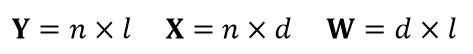 Y = n × l X = n × d W = d × l